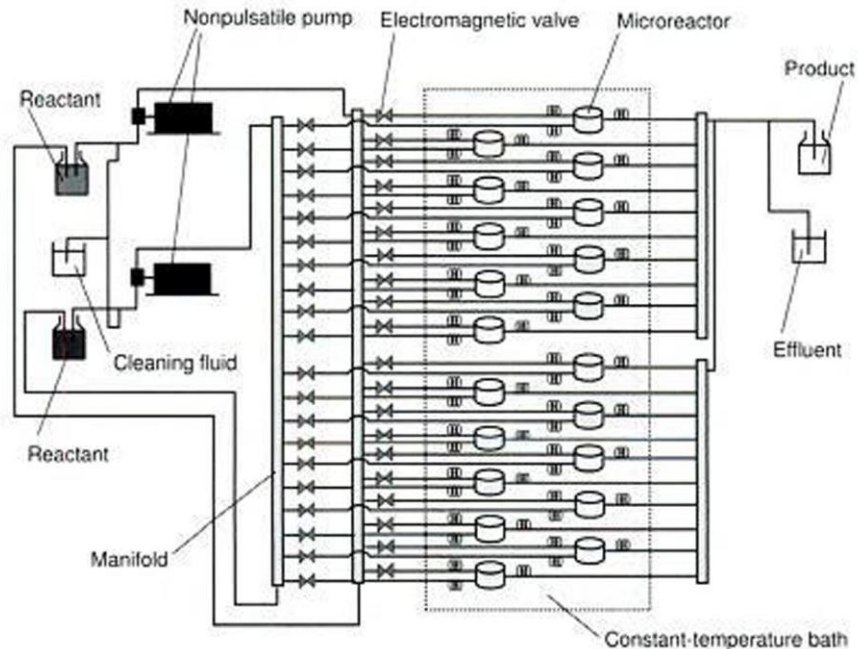 Nonpulsatile pump
Electromagnetic valve
Microreactor
Product
Reactant
Cleaning fluid
Effluent
Reactant
Manifold
Constant-temperature bath